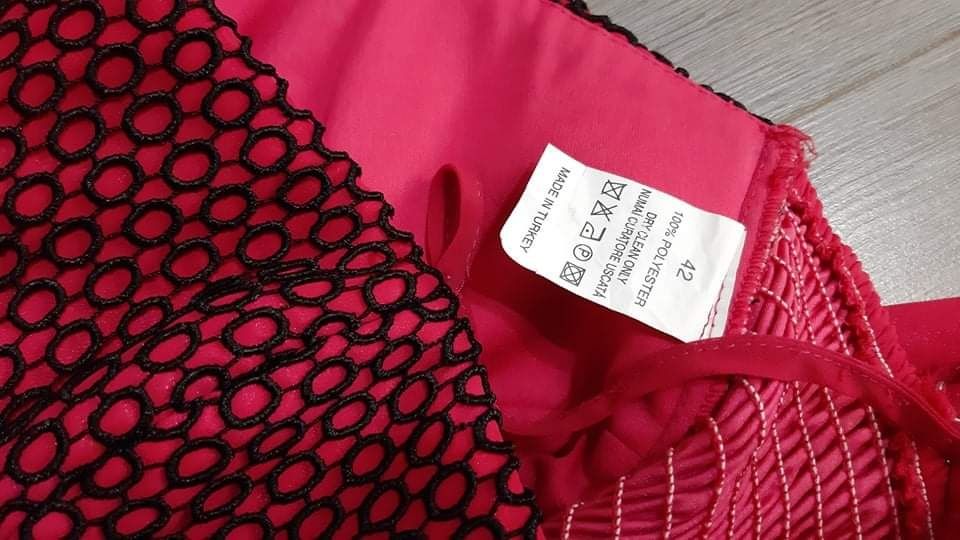 42
100% POLYESTER
DRY CLEAN ONLY
NUMAI CURATORE USCATA
P
MADE IN TURKEY